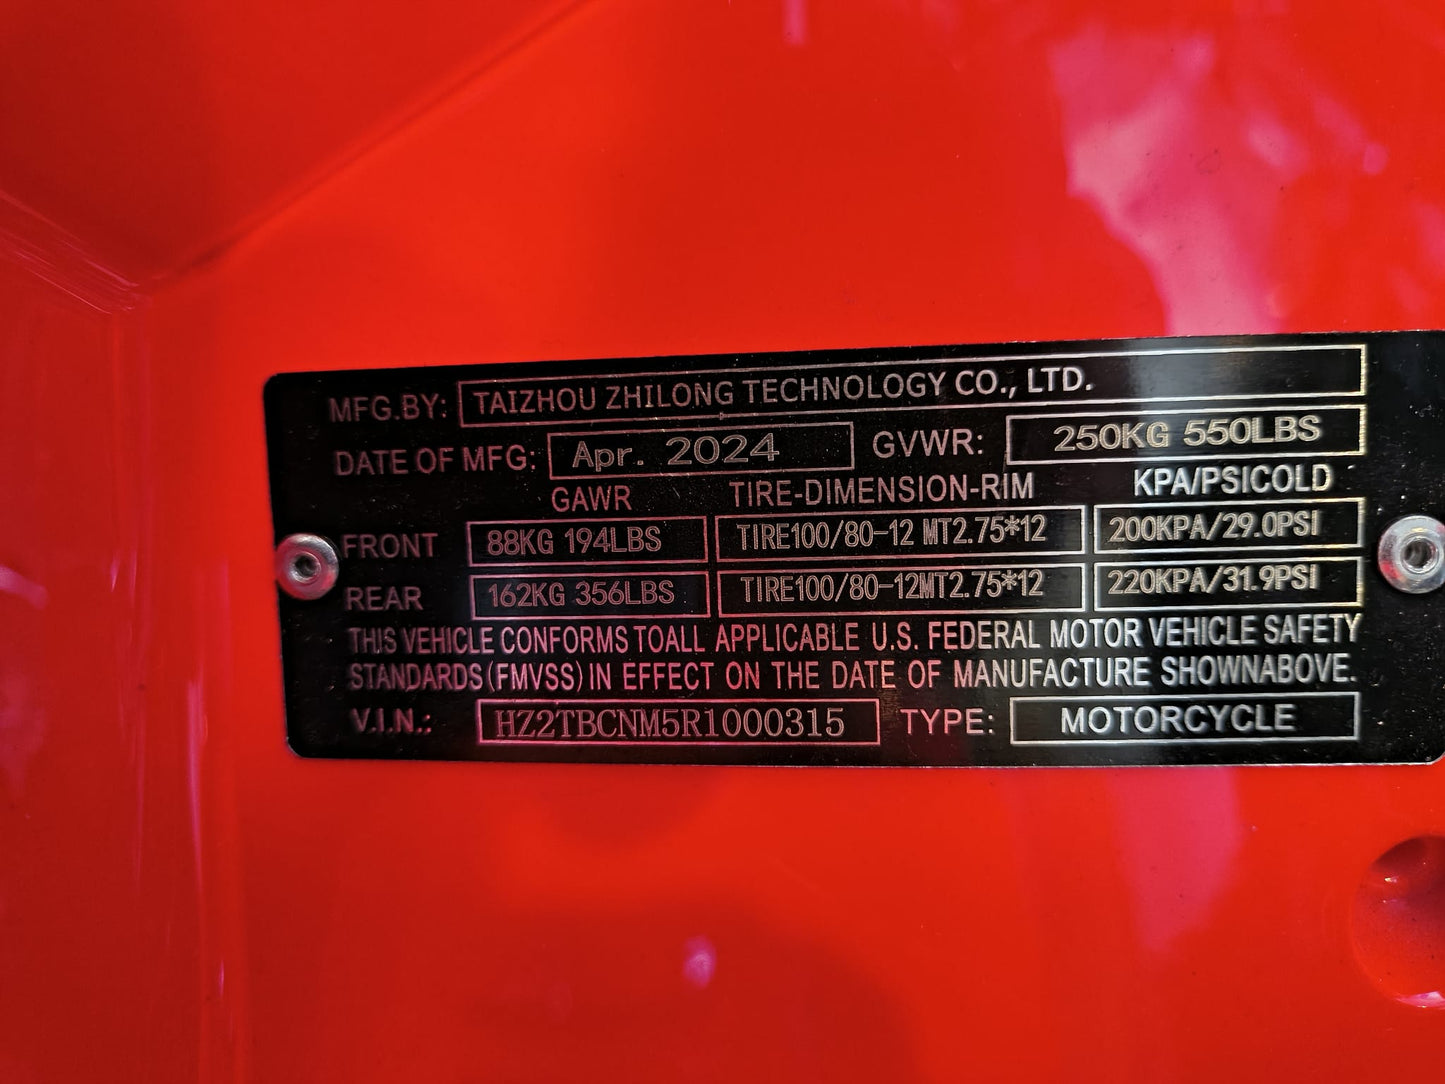 MFG.BY: TAIZHOU ZHILONG TECHNOLOGY CO., LTD.
DATE OF MFG: Apr. 2024 GVWR: 250KG 550LBS
GAWR TIRE-DIMENSION-RIM KPA/PSICOLD
FRONT 88KG 194LBS TIRE100/80-12 MT2.75*12 200KPA/29.0PSI
REAR 162KG 356LBS TIRE100/80-12MT2.75*12 220KPA/31.9PSI
THIS VEHICLE CONFORMS TOALL APPLICABLE U.S. FEDERAL MOTOR VEHICLE SAFETY
STANDARDS (FMVSS) IN EFFECT ON THE DATE OF MANUFACTURE SHOWNABOVE.
V.I.N.: HZ2TBCNM5R1000315 TYPE: MOTORCYCLE